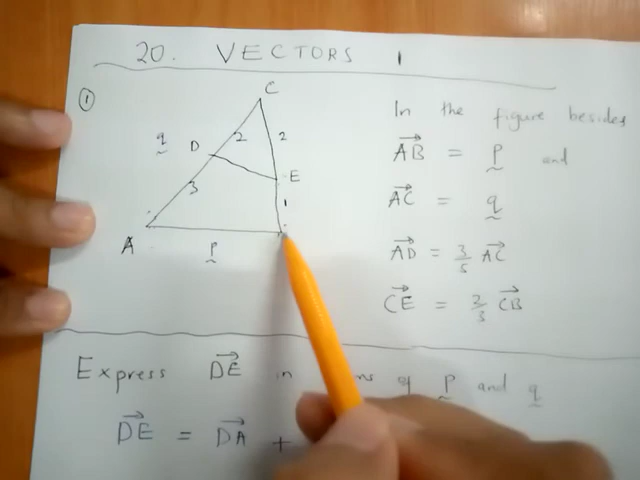 20. VECTORS 1
①
C
q
D
2
2
3
E
1
A
p
In the figure besides
AB = p and
AC = q
AD = 3/5 AC
CE = 2/3 CB
Express DE in of p and q
DE = DA +